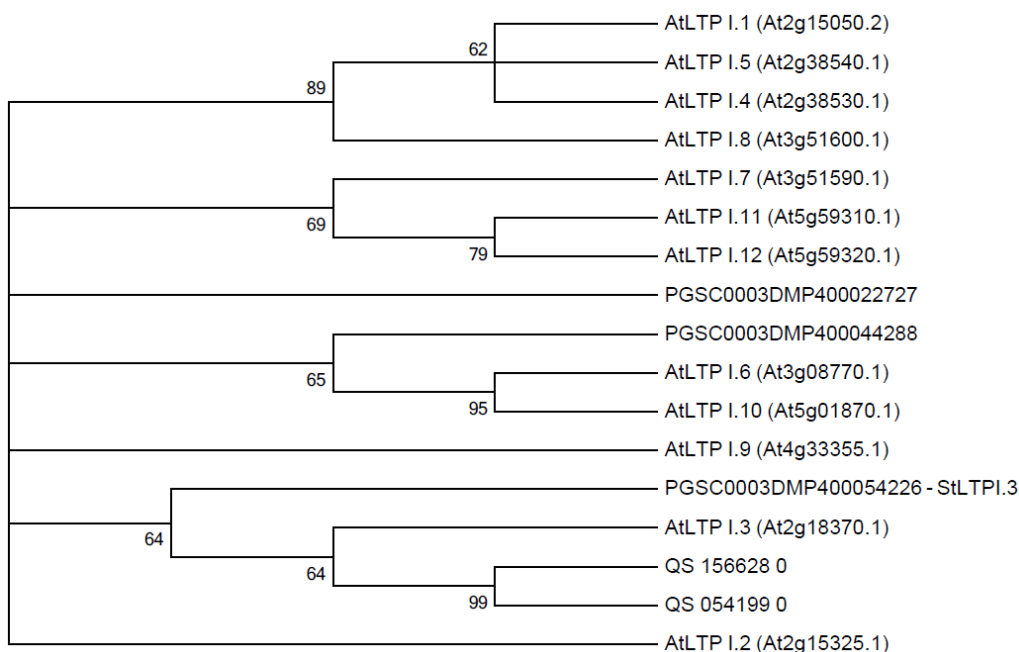 AtLTP I.1 (At2g15050.2)
62
AtLTP I.5 (At2g38540.1)
89
AtLTP I.4 (At2g38530.1)
AtLTP I.8 (At3g51600.1)
AtLTP I.7 (At3g51590.1)
69
AtLTP I.11 (At5g59310.1)
79
AtLTP I.12 (At5g59320.1)
PGSC0003DMP400022727
PGSC0003DMP400044288
65
AtLTP I.6 (At3g08770.1)
95
AtLTP I.10 (At5g01870.1)
AtLTP I.9 (At4g33355.1)
PGSC0003DMP400054226 - StLTPI.3
64
AtLTP I.3 (At2g18370.1)
64
QS 156628 0
99
QS 054199 0
AtLTP I.2 (At2g15325.1)